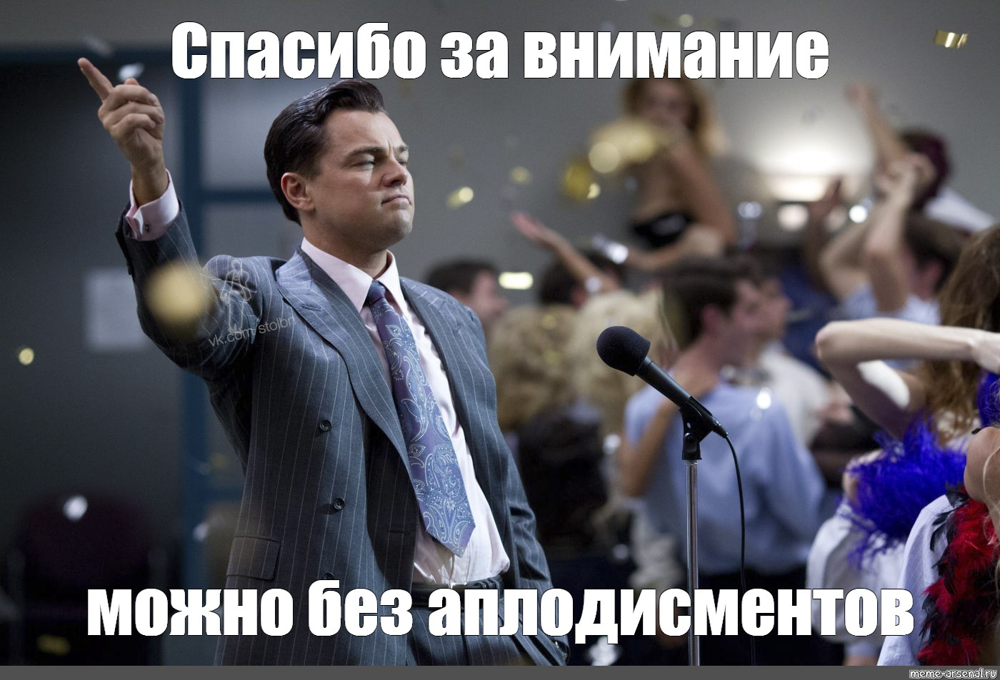 Спасибо за внимание
vk.com/stolbn
можно без аплодисментов
meme-arsenal.ru